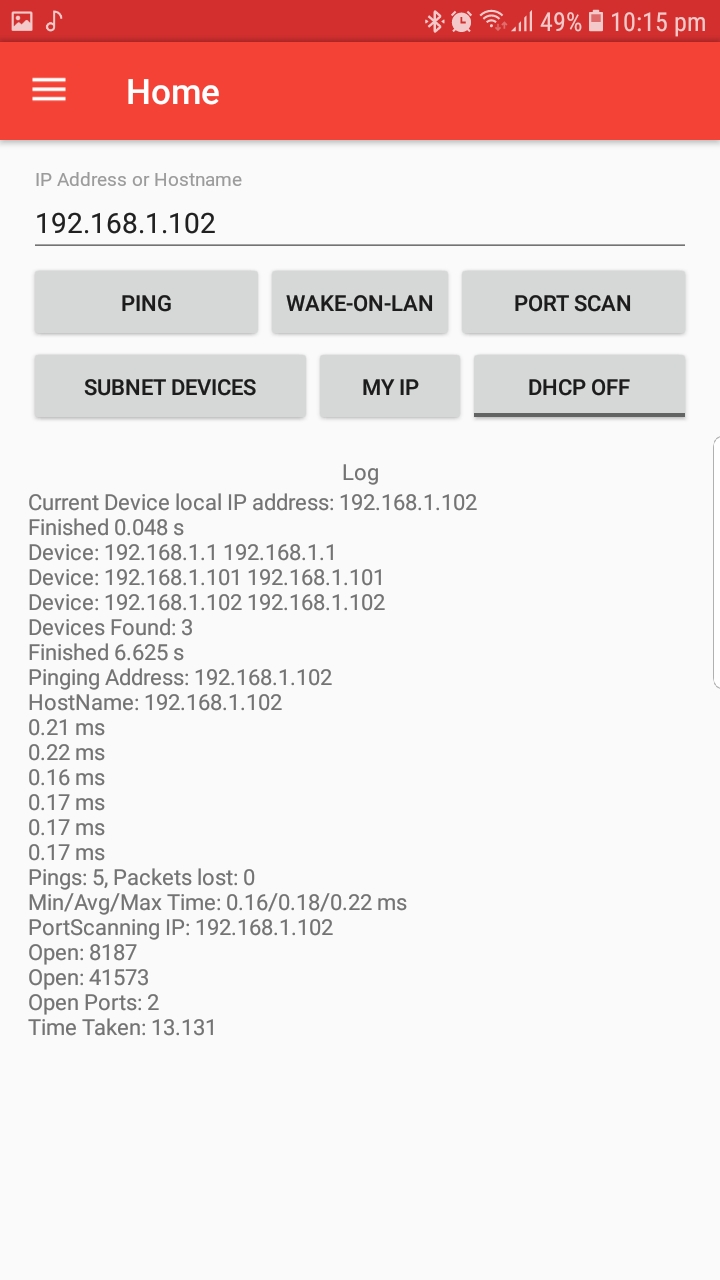 49% 10:15 pm
Home
IP Address or Hostname
192.168.1.102
PING WAKE-ON-LAN PORT SCAN
SUBNET DEVICES MY IP DHCP OFF
Log
Current Device local IP address: 192.168.1.102
Finished 0.048 s
Device: 192.168.1.1 192.168.1.1
Device: 192.168.1.101 192.168.1.101
Device: 192.168.1.102 192.168.1.102
Devices Found: 3
Finished 6.625 s
Pinging Address: 192.168.1.102
HostName: 192.168.1.102
0.21 ms
0.22 ms
0.16 ms
0.17 ms
0.17 ms
0.17 ms
Pings: 5, Packets lost: 0
Min/Avg/Max Time: 0.16/0.18/0.22 ms
PortScanning IP: 192.168.1.102
Open: 8187
Open: 41573
Open Ports: 2
Time Taken: 13.131